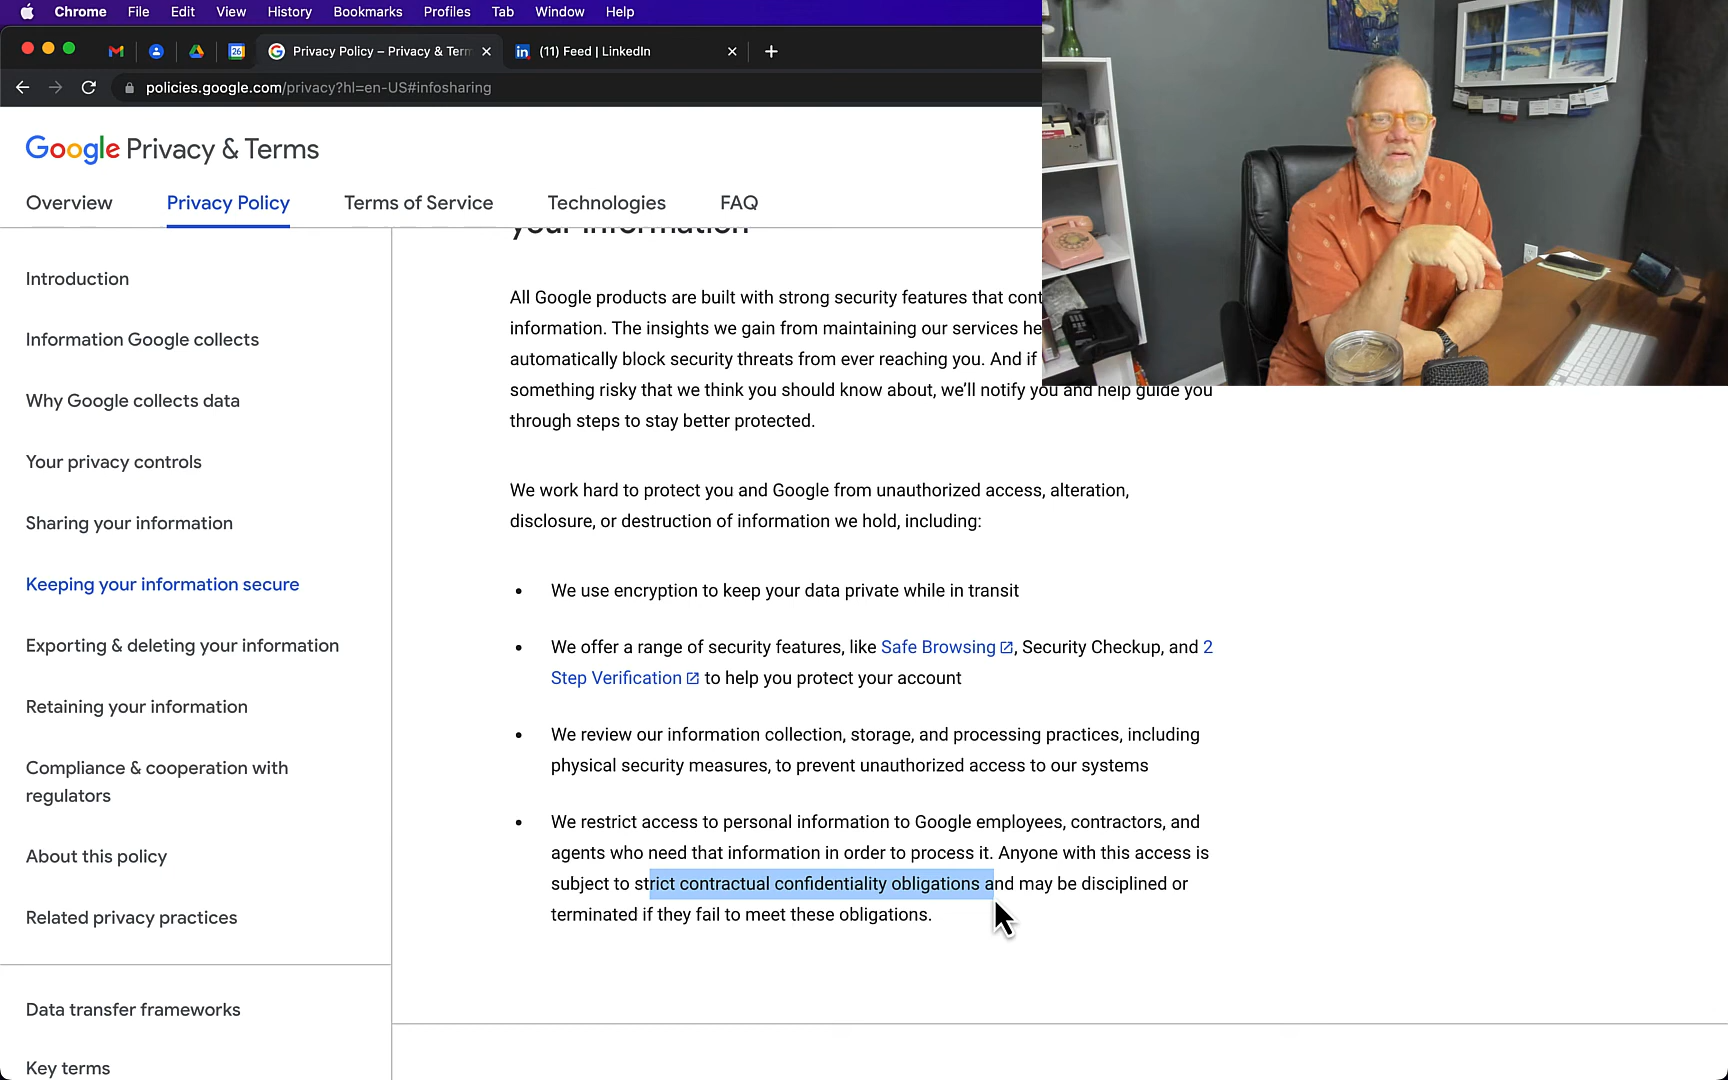 Chrome File Edit View History Bookmarks Profiles Tab Window Help
26 Privacy Policy – Privacy & Tern (11) Feed | LinkedIn
policies.google.com/privacy?hl=en-US#infosharing
Google Privacy & Terms
Overview Privacy Policy Terms of Service Technologies FAQ
your information
Introduction
Information Google collects
Why Google collects data
Your privacy controls
Sharing your information
Keeping your information secure
Exporting & deleting your information
Retaining your information
Compliance & cooperation with
regulators
About this policy
Related privacy practices
Data transfer frameworks
Key terms
All Google products are built with strong security features that cont
information. The insights we gain from maintaining our services he
automatically block security threats from ever reaching you. And if
something risky that we think you should know about, we’ll notify you and help guide you
through steps to stay better protected.
We work hard to protect you and Google from unauthorized access, alteration,
disclosure, or destruction of information we hold, including:
• We use encryption to keep your data private while in transit
• We offer a range of security features, like Safe Browsing, Security Checkup, and 2
Step Verification to help you protect your account
• We review our information collection, storage, and processing practices, including
physical security measures, to prevent unauthorized access to our systems
• We restrict access to personal information to Google employees, contractors, and
agents who need that information in order to process it. Anyone with this access is
subject to strict contractual confidentiality obligations and may be disciplined or
terminated if they fail to meet these obligations.